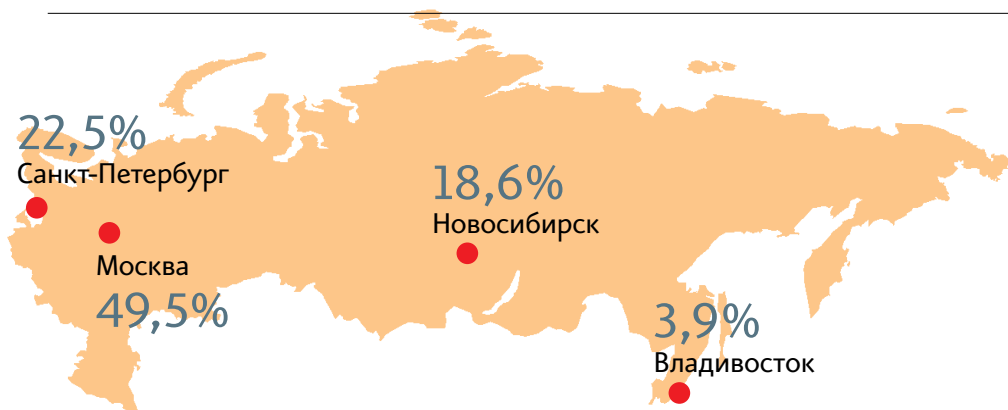 22,5%
Санкт-Петербург
18,6%
Новосибирск
Москва
49,5%
3,9%
Владивосток